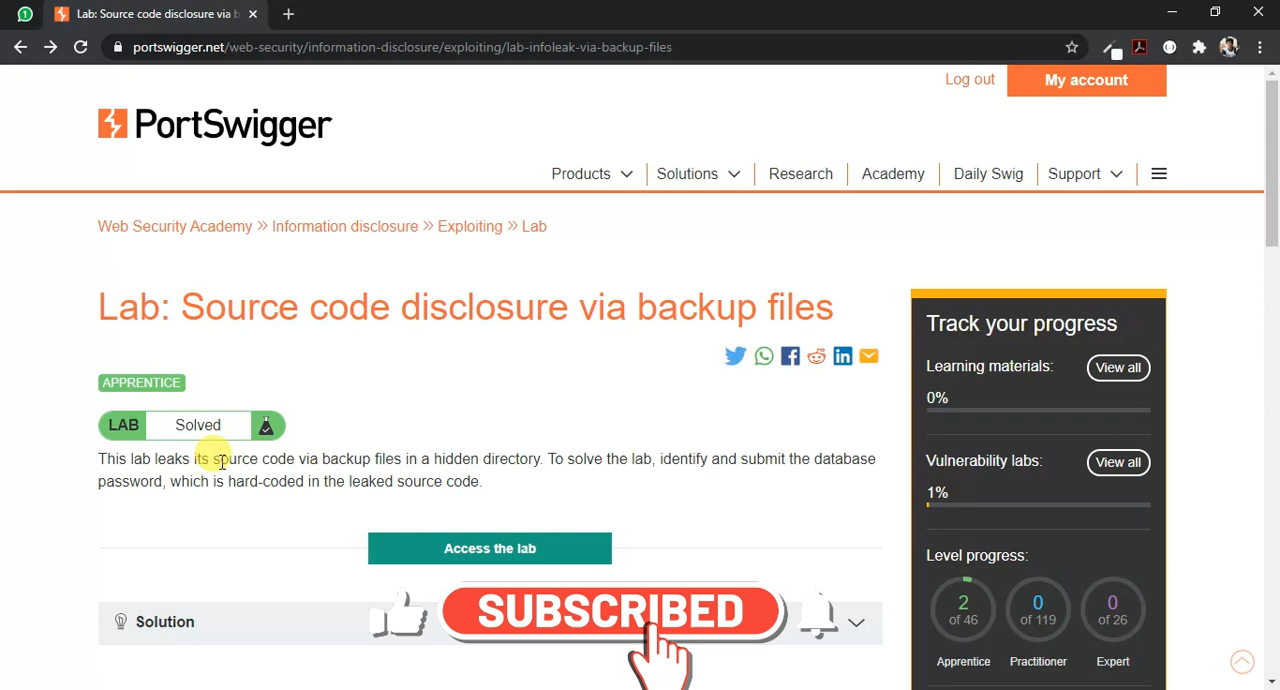 Lab: Source code disclosure via b
portswigger.net/web-security/information-disclosure/exploiting/lab-infoleak-via-backup-files
Log out
My account
PortSwigger
Products
Solutions
Research
Academy
Daily Swig
Support
Web Security Academy >> Information disclosure >> Exploiting >> Lab
Lab: Source code disclosure via backup files
APPRENTICE
LAB Solved
This lab leaks its source code via backup files in a hidden directory. To solve the lab, identify and submit the database
password, which is hard-coded in the leaked source code.
Access the lab
Solution
SUBSCRIBED
Track your progress
Learning materials:
View all
0%
Vulnerability labs:
View all
1%
Level progress:
2
of 46
0
of 119
0
of 26
Apprentice
Practitioner
Expert